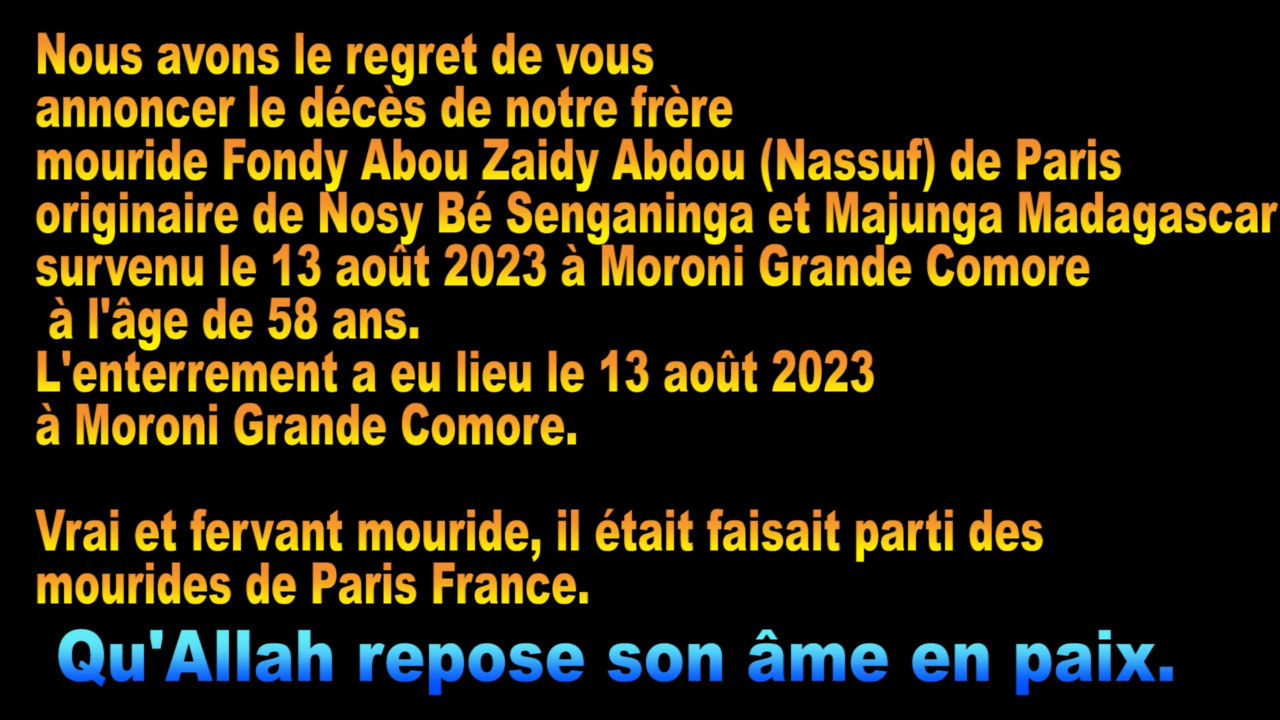 Nous avons le regret de vous
annoncer le décès de notre frère
mouride Fondy Abou Zaidy Abdou (Nassuf) de Paris
originaire de Nosy Bé Senganinga et Majunga Madagascar
survenu le 13 août 2023 à Moroni Grande Comore
à l'âge de 58 ans.
L'enterrement a eu lieu le 13 août 2023
à Moroni Grande Comore.
Vrai et fervant mouride, il était faisait parti des
mourides de Paris France.
Qu'Allah repose son âme en paix.